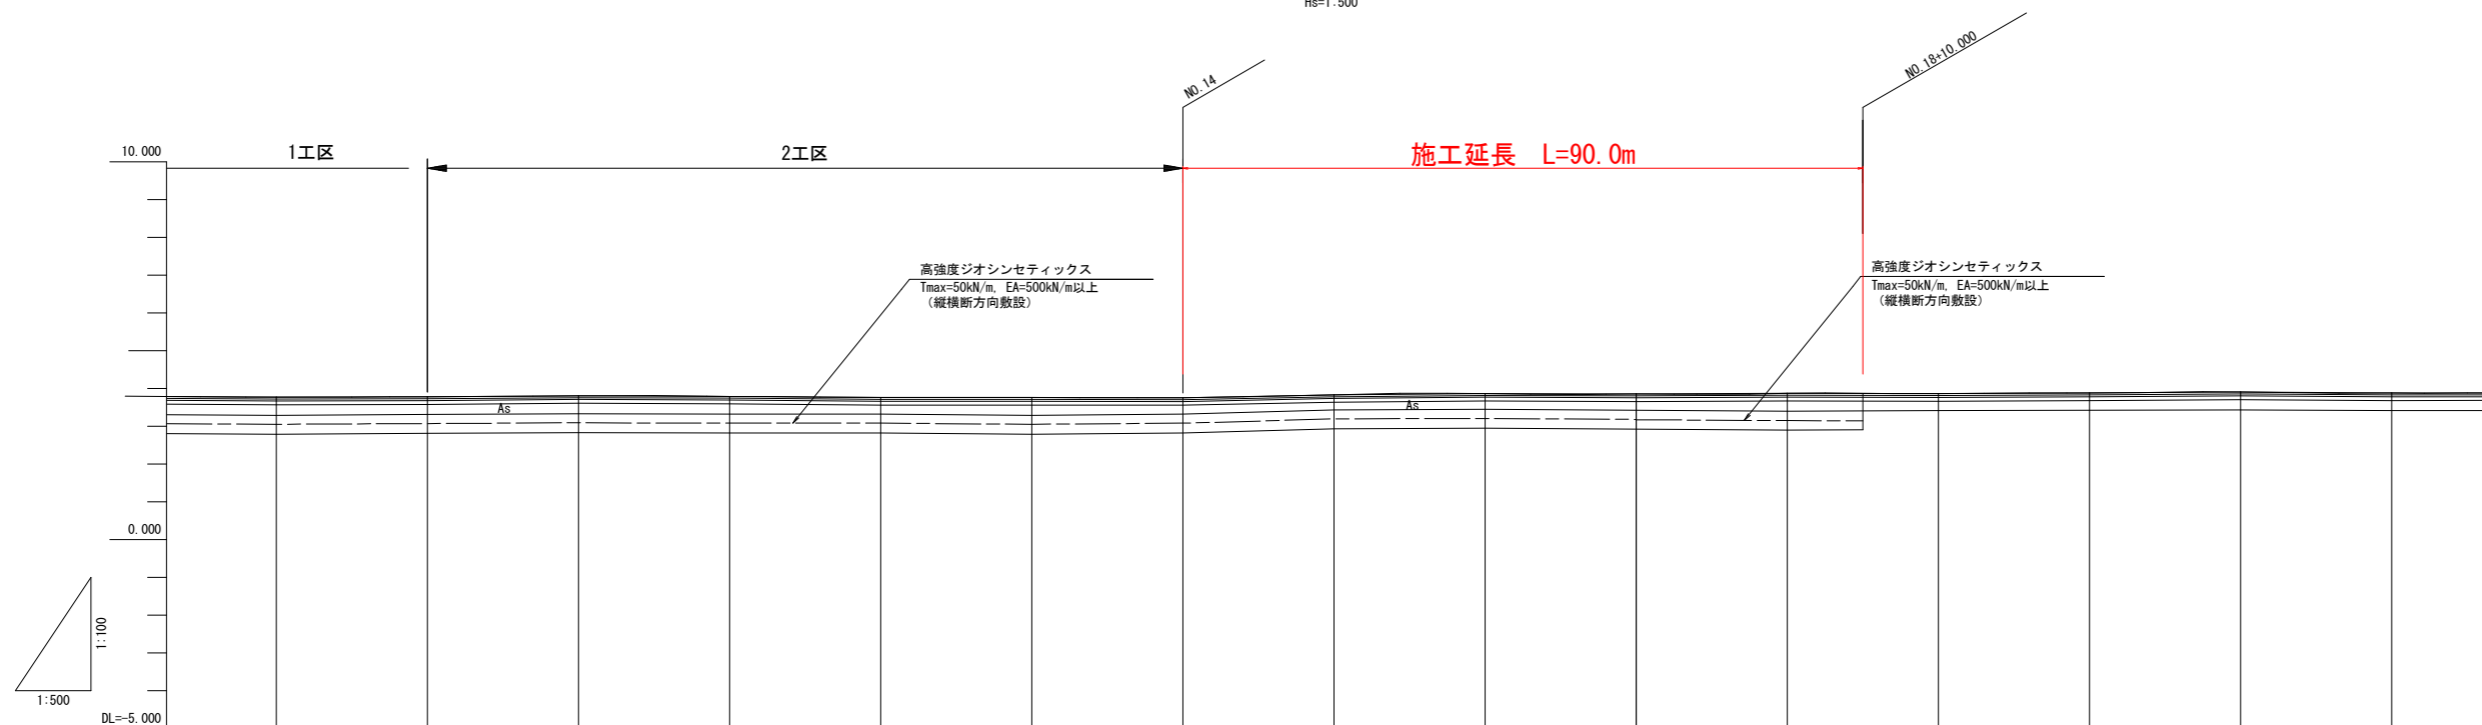 Hs=1:500
NO.14
NO.18+10.000
10.000
1工区
2工区
施工延長 L=90.0m
高強度ジオシンセティックス
Tmax=50kN/m, EA=500kN/m以上
(縦横断方向敷設)
高強度ジオシンセティックス
Tmax=50kN/m, EA=500kN/m以上
(縦横断方向敷設)
As
As
0.000
1:100
1:500
DL=-5.000